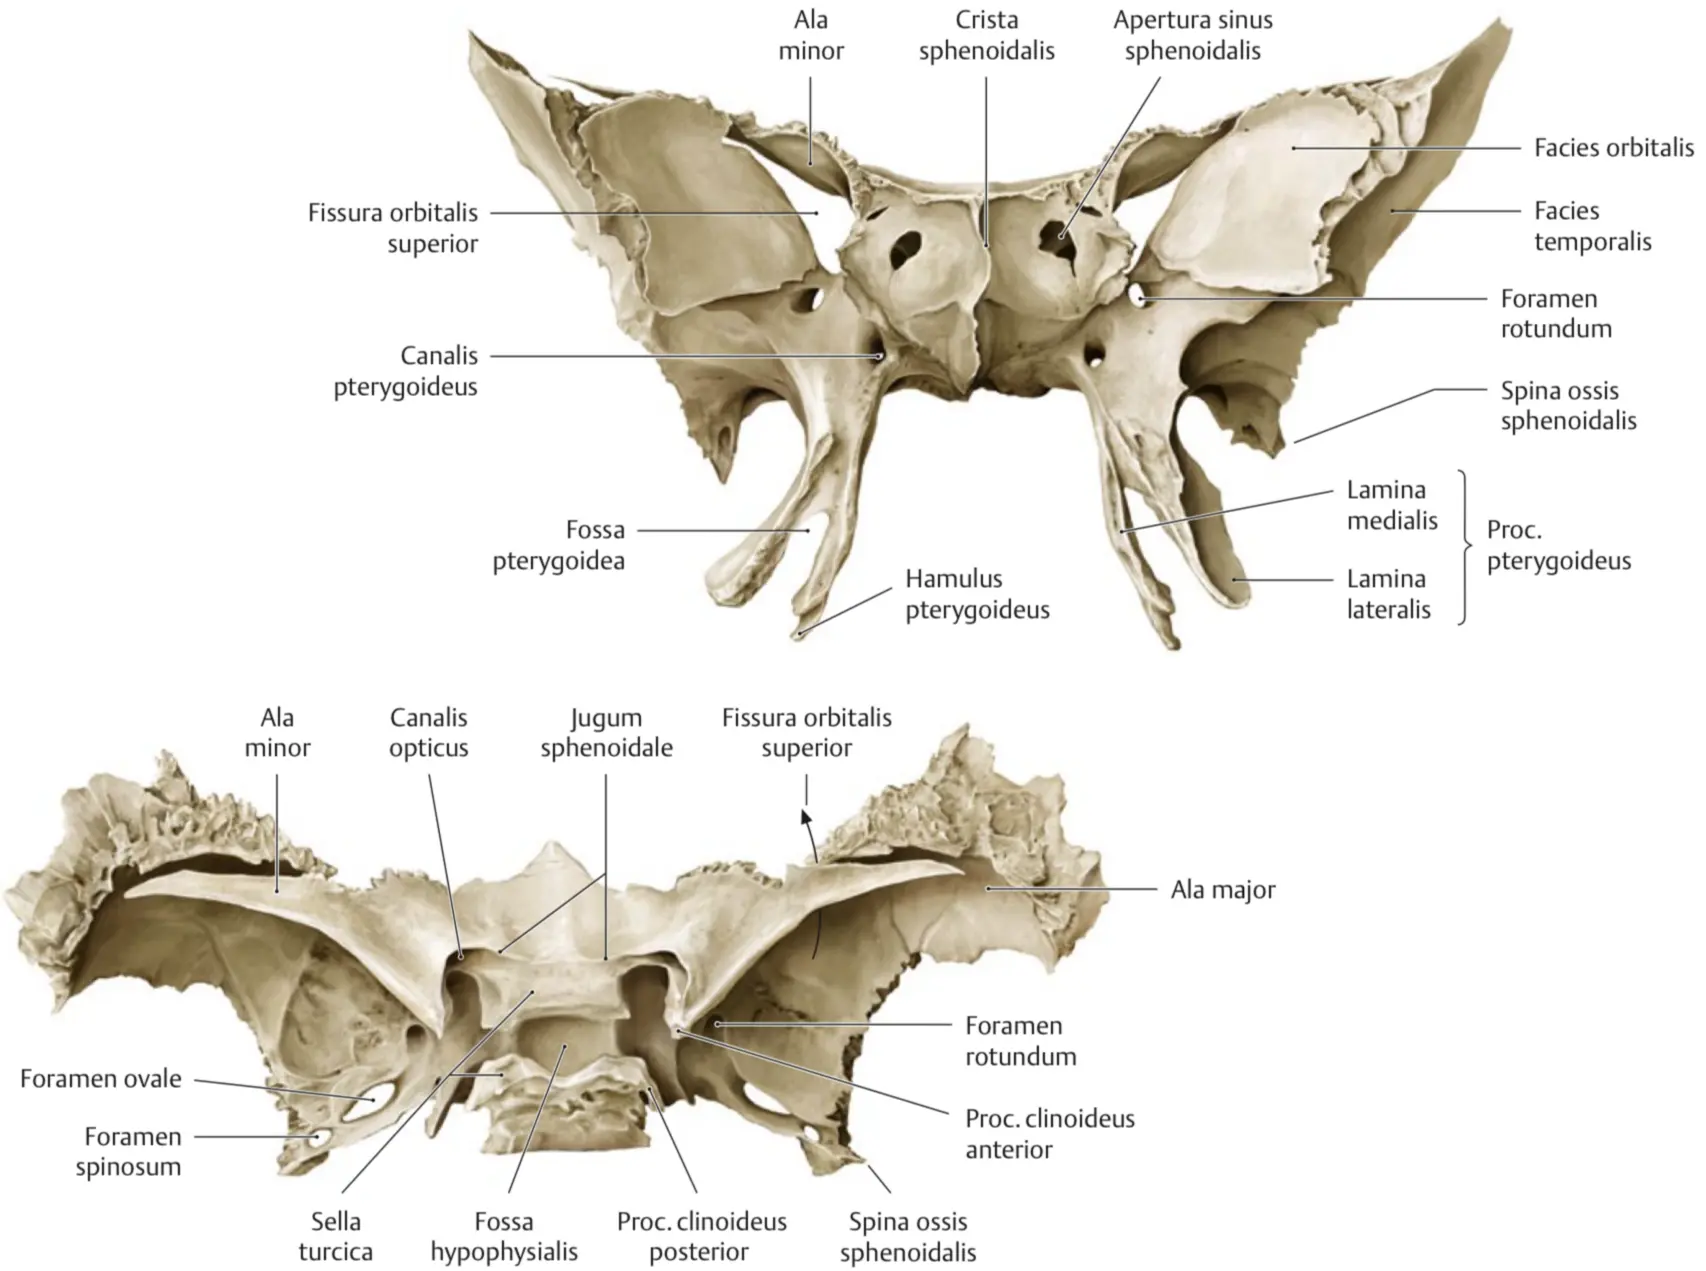 Ala
minor
Crista
sphenoidalis
Apertura sinus
sphenoidalis
Facies orbitalis
Fissura orbitalis
superior
Facies
temporalis
Foramen
rotundum
Canalis
pterygoideus
Spina ossis
sphenoidalis
Lamina
medialis
Proc.
pterygoideus
Fossa
pterygoidea
Hamulus
pterygoideus
Lamina
lateralis
Ala
minor
Canalis
opticus
Jugum
sphenoidale
Fissura orbitalis
superior
Ala major
Foramen
rotundum
Foramen ovale
Proc. clinoideus
anterior
Foramen
spinosum
Sella
turcica
Fossa
hypophysialis
Proc. clinoideus
posterior
Spina ossis
sphenoidalis